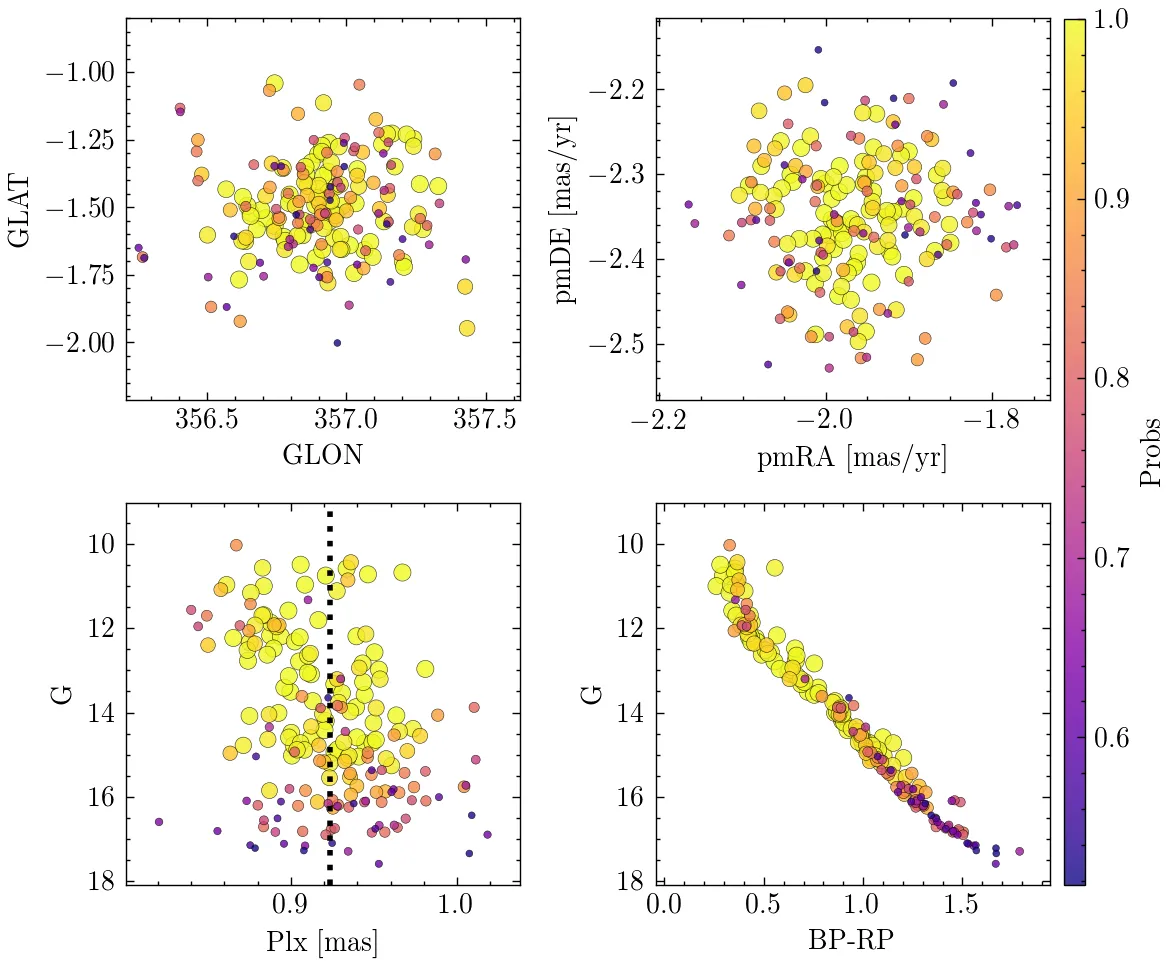 −1.00
−1.25
−1.50
−1.75
−2.00
GLAT
356.5 357.0 357.5
GLON
−2.2
−2.3
−2.4
−2.5
pmDE [mas/yr]
−2.2 −2.0 −1.8
pmRA [mas/yr]
10
12
14
16
18
G
0.9 1.0
Plx [mas]
10
12
14
16
18
G
0.0 0.5 1.0 1.5
BP-RP
1.0
0.9
0.8
0.7
0.6
Probs